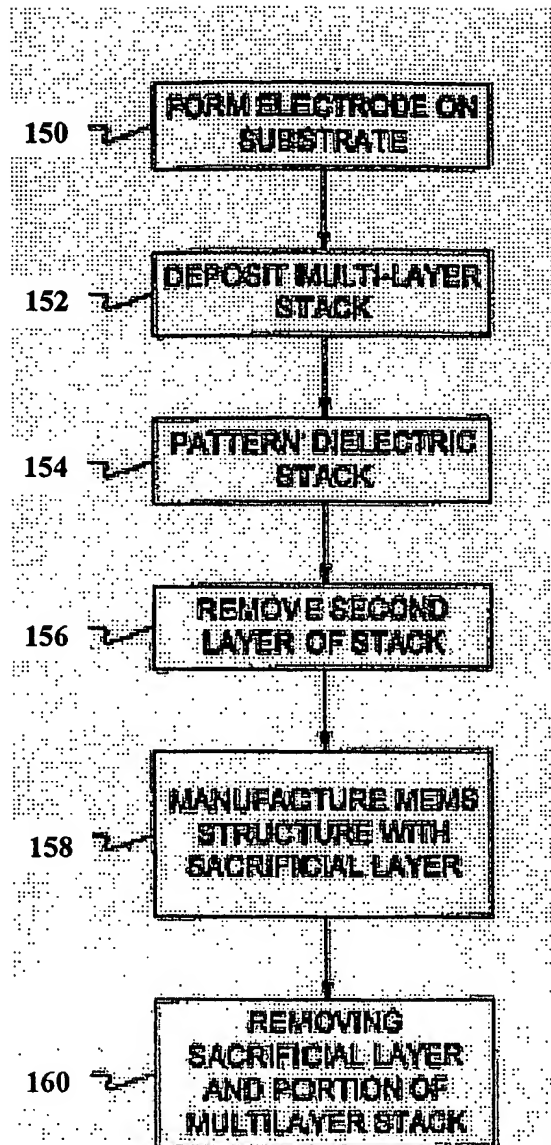 150
FORM ELECTRODE ON
SUBSTRATE
152
DEPOSIT MULTI-LAYER
STACK
154
PATTERN DIELECTRIC
STACK
156
REMOVE SECOND
LAYER OF STACK
158
MANUFACTURE MEMS
STRUCTURE WITH
SACRIFICIAL LAYER
160
REMOVING
SACRIFICIAL LAYER
AND PORTION OF
MULTILAYER STACK